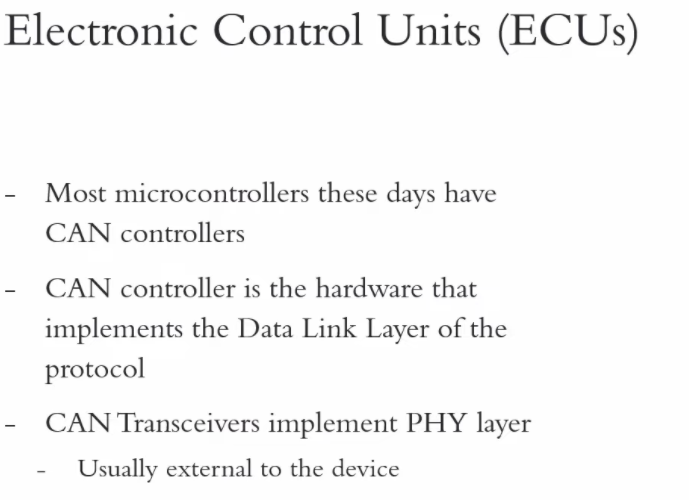 Electronic Control Units (ECUs)
- Most microcontrollers these days have
CAN controllers
- CAN controller is the hardware that
implements the Data Link Layer of the
protocol
- CAN Transceivers implement PHY layer
- Usually external to the device